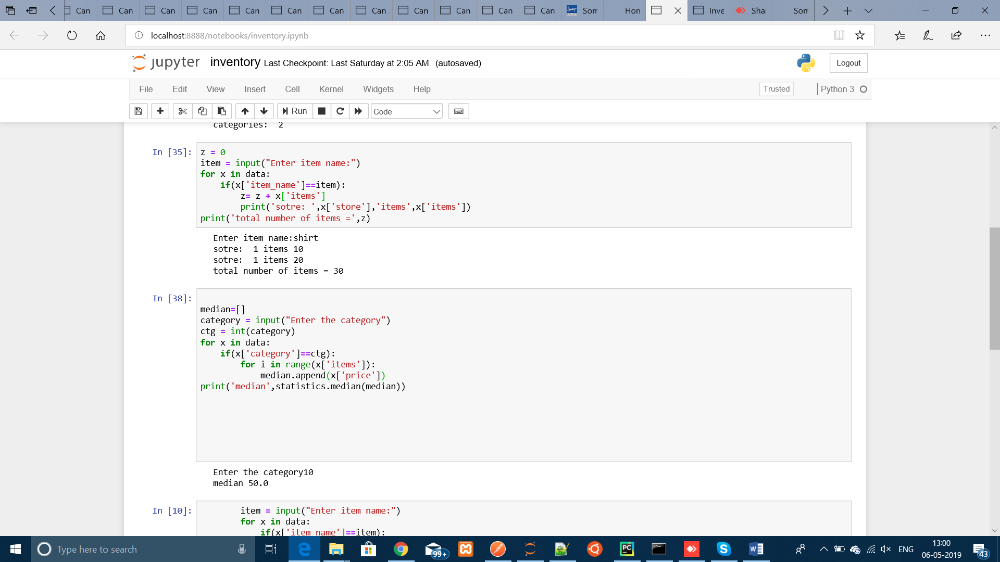 Can Can Can Can Can Can Can Can Can Can Can Can Som Hon Inve Shar Som
localhost:8888/notebooks/inventory.ipynb
jupyter inventory Last Checkpoint: Last Saturday at 2:05 AM (autosaved) Logout
File Edit View Insert Cell Kernel Widgets Help Trusted Python 3
Run Code
categories: 2
In [35]: z = 0
item = input("Enter item name:")
for x in data:
    if(x['item_name']==item):
        z= z + x['items']
        print('sotre: ',x['store'],'items',x['items'])
print('total number of items =',z)
Enter item name:shirt
sotre:  1 items 10
sotre:  1 items 20
total number of items = 30
In [38]:
median=[]
category = input("Enter the category")
ctg = int(category)
for x in data:
    if(x['category']==ctg):
        for i in range(x['items']):
            median.append(x['price'])
print('median',statistics.median(median))
Enter the category10
median 50.0
In [10]:         item = input("Enter item name:")
        for x in data:
            if(x['item_name']==item):
Type here to search 99+ PC ENG 13:00
06-05-2019 43